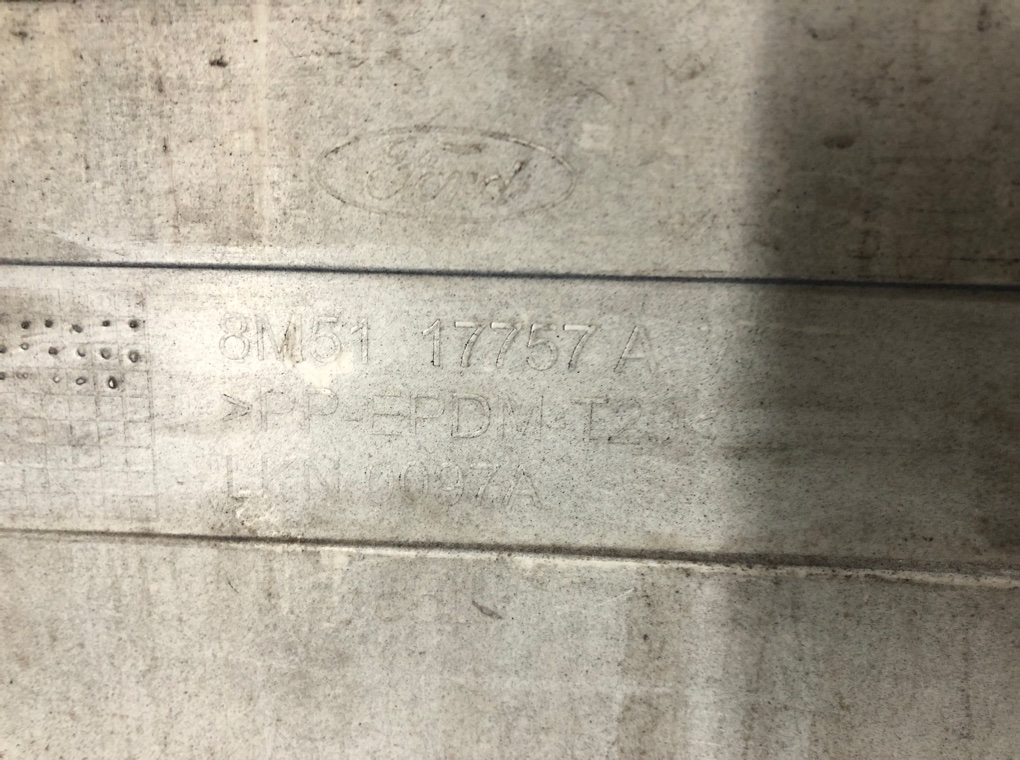 Ford
8M51 17757 A
>PP-EPDM-T20<
LKN 0097A